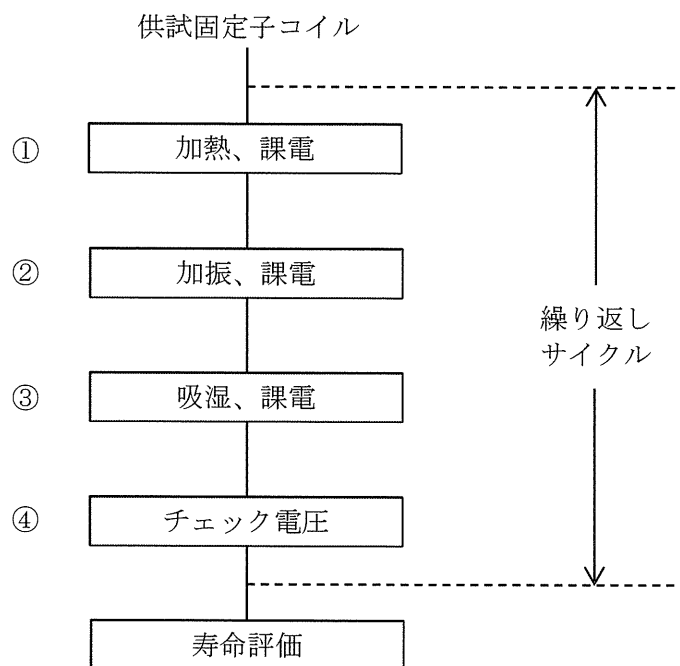 供試固定子コイル
① 加熱、課電
② 加振、課電
繰り返し
サイクル
③ 吸湿、課電
④ チェック電圧
寿命評価